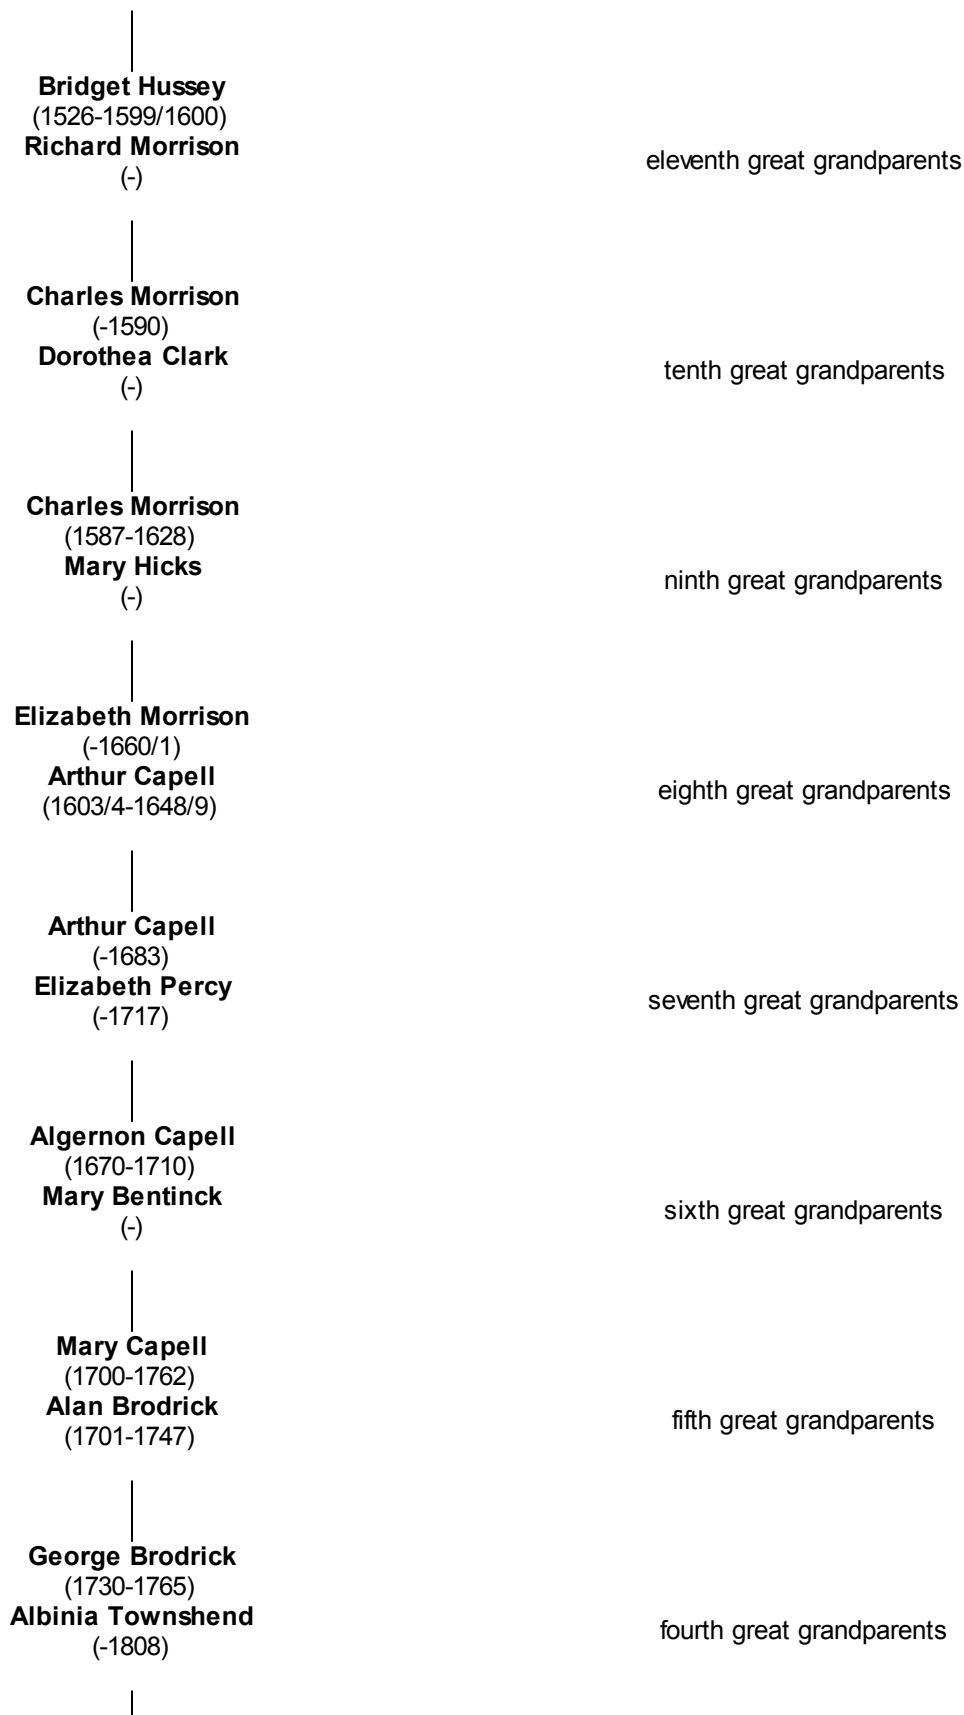 Bridget Hussey
(1526-1599/1600)
Richard Morrison
(-)
eleventh great grandparents
Charles Morrison
(-1590)
Dorothea Clark
(-)
tenth great grandparents
Charles Morrison
(1587-1628)
Mary Hicks
(-)
ninth great grandparents
Elizabeth Morrison
(-1660/1)
Arthur Capell
(1603/4-1648/9)
eighth great grandparents
Arthur Capell
(-1683)
Elizabeth Percy
(-1717)
seventh great grandparents
Algernon Capell
(1670-1710)
Mary Bentinck
(-)
sixth great grandparents
Mary Capell
(1700-1762)
Alan Brodrick
(1701-1747)
fifth great grandparents
George Brodrick
(1730-1765)
Albinia Townshend
(-1808)
fourth great grandparents